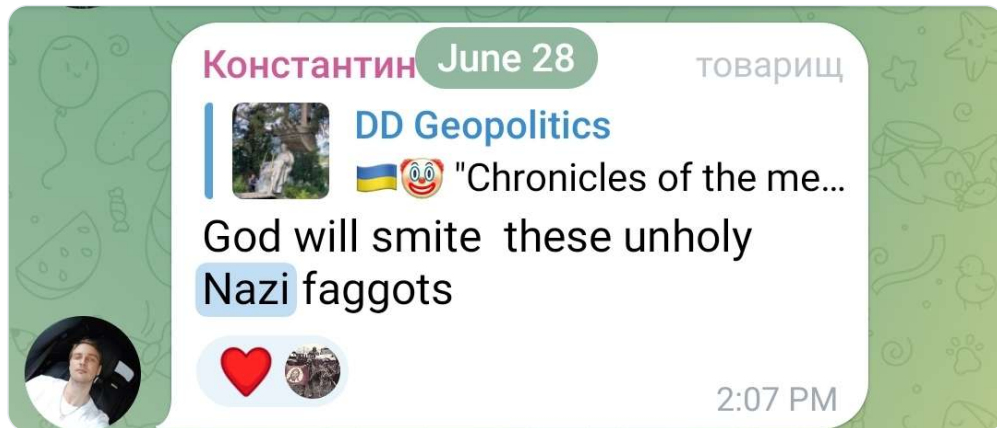 June 28
Константин товарищ
DD Geopolitics
🇺🇦🤡 "Chronicles of the me...
God will smite these unholy
Nazi faggots
2:07 PM